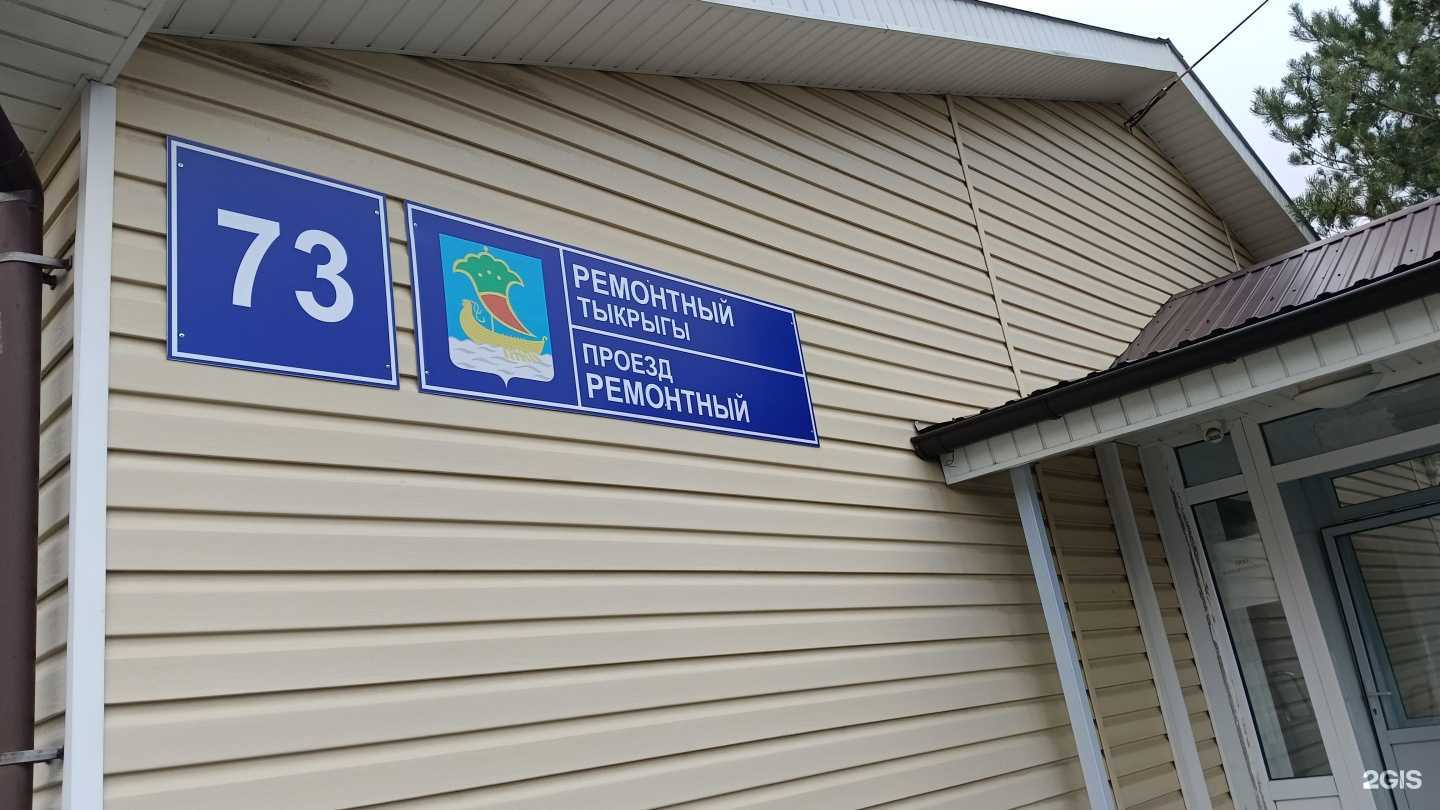 73
РЕМОНТНЫЙ
ТЫКРЫГЫ
ПРОЕЗД
РЕМОНТНЫЙ
2GIS